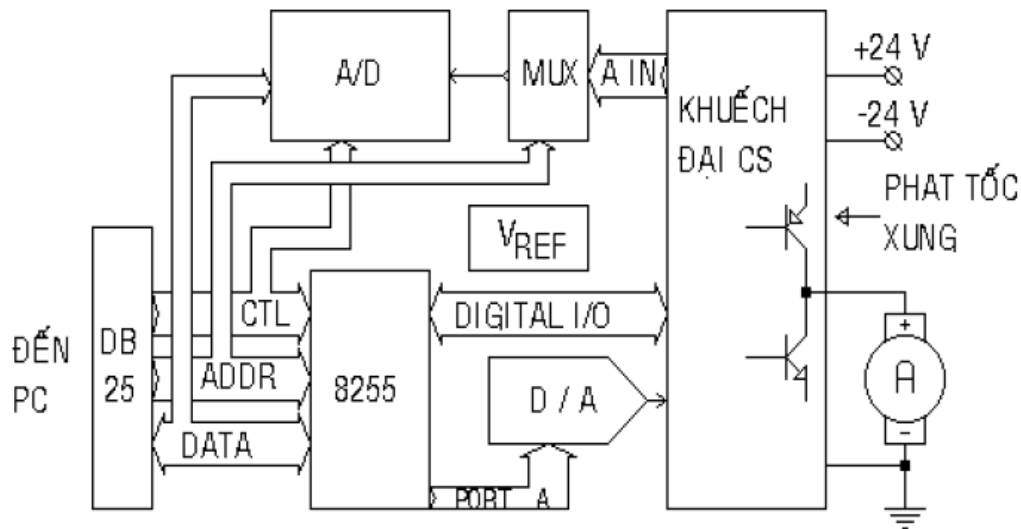 A/D
MUX
A IN
KHUẾCH
ĐẠI CS
+24 V
-24 V
PHAT TỐC
XUNG
VREF
ĐẾN
PC
DB
25
CTL
ADDR
DATA
8255
DIGITAL I/O
D / A
PORT A
A
+
-